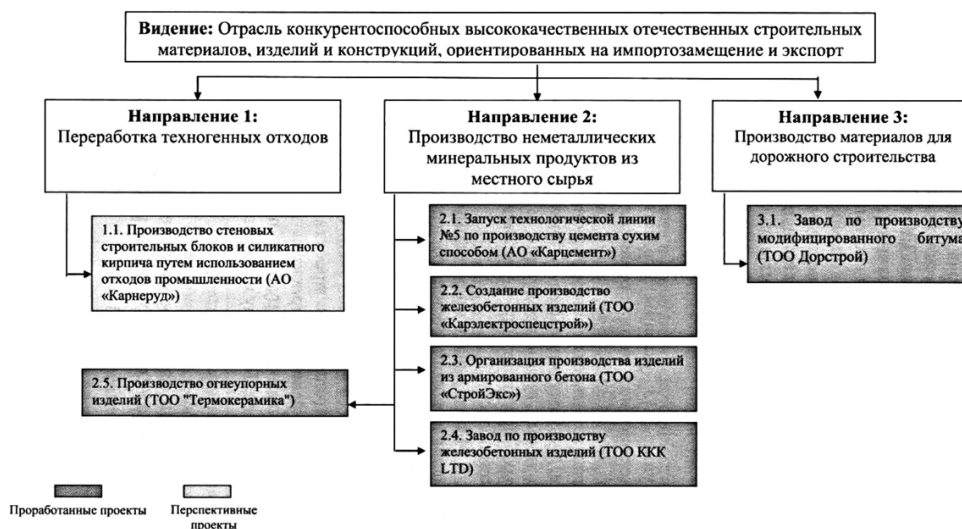 Видение: Отрасль конкурентоспособных высококачественных отечественных строительных
материалов, изделий и конструкций, ориентированных на импортозамещение и экспорт
Направление 1:
Переработка техногенных отходов
Направление 2:
Производство неметаллических
минеральных продуктов из
местного сырья
Направление 3:
Производство материалов для
дорожного строительства
1.1. Производство стеновых
строительных блоков и силикатного
кирпича путем использованием
отходов промышленности (АО
«Карнеруд»)
2.1. Запуск технологической линии
№5 по производству цемента сухим
способом (АО «Карцемент»)
2.2. Создание производство
железобетонных изделий (ТОО
«Карэлектроспецстрой»)
2.3. Организация производства изделий
из армированного бетона (ТОО
«СтройЭкс»)
2.4. Завод по производству
железобетонных изделий (ТОО ККК
LTD)
2.5. Производство огнеупорных
изделий (ТОО "Термокерамика")
3.1. Завод по производству
модифицированного битума
(ТОО Дорстрой)
Проработанные проекты
Перспективные
проекты